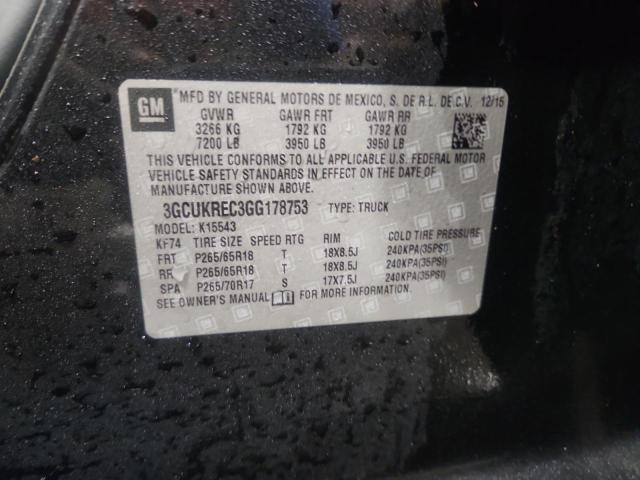 GM
*MFD BY GENERAL MOTORS DE MEXICO, S. DE R.L. DE C.V. 12/15
GVWR GAWR FRT GAWR RR
3266 KG 1792 KG 1792 KG
7200 LB 3950 LB 3950 LB
THIS VEHICLE CONFORMS TO ALL APPLICABLE U.S. FEDERAL MOTOR
VEHICLE SAFETY STANDARDS IN EFFECT ON THE DATE OF
MANUFACTURE SHOWN ABOVE.
3GCUKREC3GG178753 TYPE: TRUCK
MODEL: K15543
KF74 TIRE SIZE SPEED RTG RIM COLD TIRE PRESSURE
FRT P265/65R18 T 18X8.5J 240KPA(35PSI)
RR P265/65R18 T 18X8.5J 240KPA(35PSI)
SPA P265/70R17 S 17X7.5J 240KPA(35PSI)
SEE OWNER'S MANUAL FOR MORE INFORMATION.